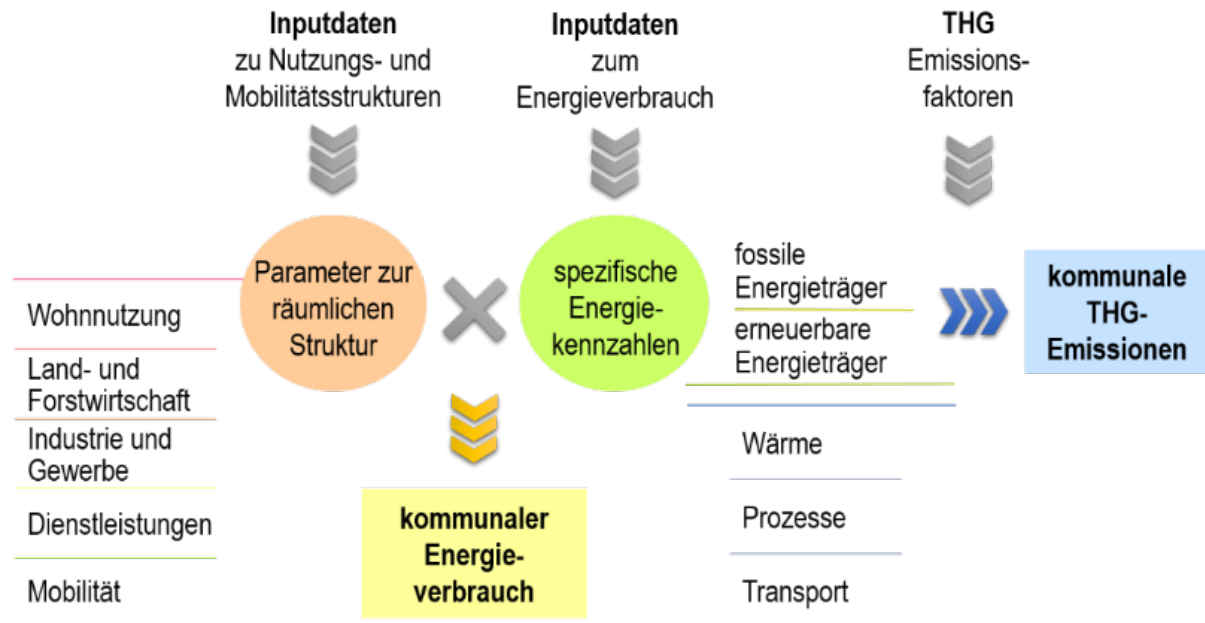 Inputdaten
zu Nutzungs- und
Mobilitätsstrukturen
Inputdaten
zum
Energieverbrauch
THG
Emissions-
faktoren
Wohnnutzung
Land- und
Forstwirtschaft
Industrie und
Gewerbe
Dienstleistungen
Mobilität
Parameter zur
räumlichen
Struktur
spezifische
Energie-
kennzahlen
kommunaler
Energie-
verbrauch
fossile
Energieträger
erneuerbare
Energieträger
Wärme
Prozesse
Transport
kommunale
THG-
Emissionen